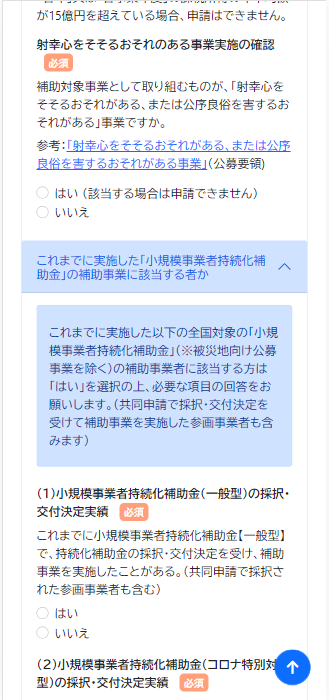 が15億円を超えている場合、申請はできません。
射幸心をそそるおそれのある事業実施の確認
必須
補助対象事業として取り組むものが、「射幸心を
そそるおそれがある、または公序良俗を害するお
それがある」事業ですか。
参考:「射幸心をそそるおそれがある、または公序
良俗を害するおそれがある事業」(公募要領)
はい (該当する場合は申請できません)
いいえ
これまでに実施した「小規模事業者持続化補
助金」の補助事業に該当する者か
これまでに実施した以下の全国対象の「小規
模事業者持続化補助金」(※被災地向け公募
事業を除く)の補助事業者に該当する方は
「はい」を選択の上、必要な項目の回答をお
願いします。(共同申請で採択・交付決定を
受けて補助事業を実施した参画事業者も含
みます)
(1)小規模事業者持続化補助金(一般型)の採択・
交付決定実績 必須
これまでに小規模事業者持続化補助金【一般型】
で、持続化補助金の採択・交付決定を受け、補助
事業を実施したことがある。(共同申請で採択さ
れた参画事業者も含む)
はい
いいえ
(2)小規模事業者持続化補助金(コロナ特別対
型)の採択・交付決定実績 必須